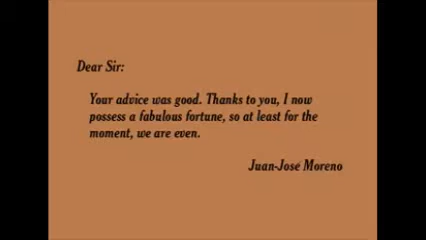 Dear Sir:
Your advice was good. Thanks to you, I now
possess a fabulous fortune, so at least for the
moment, we are even.
Juan-José Moreno